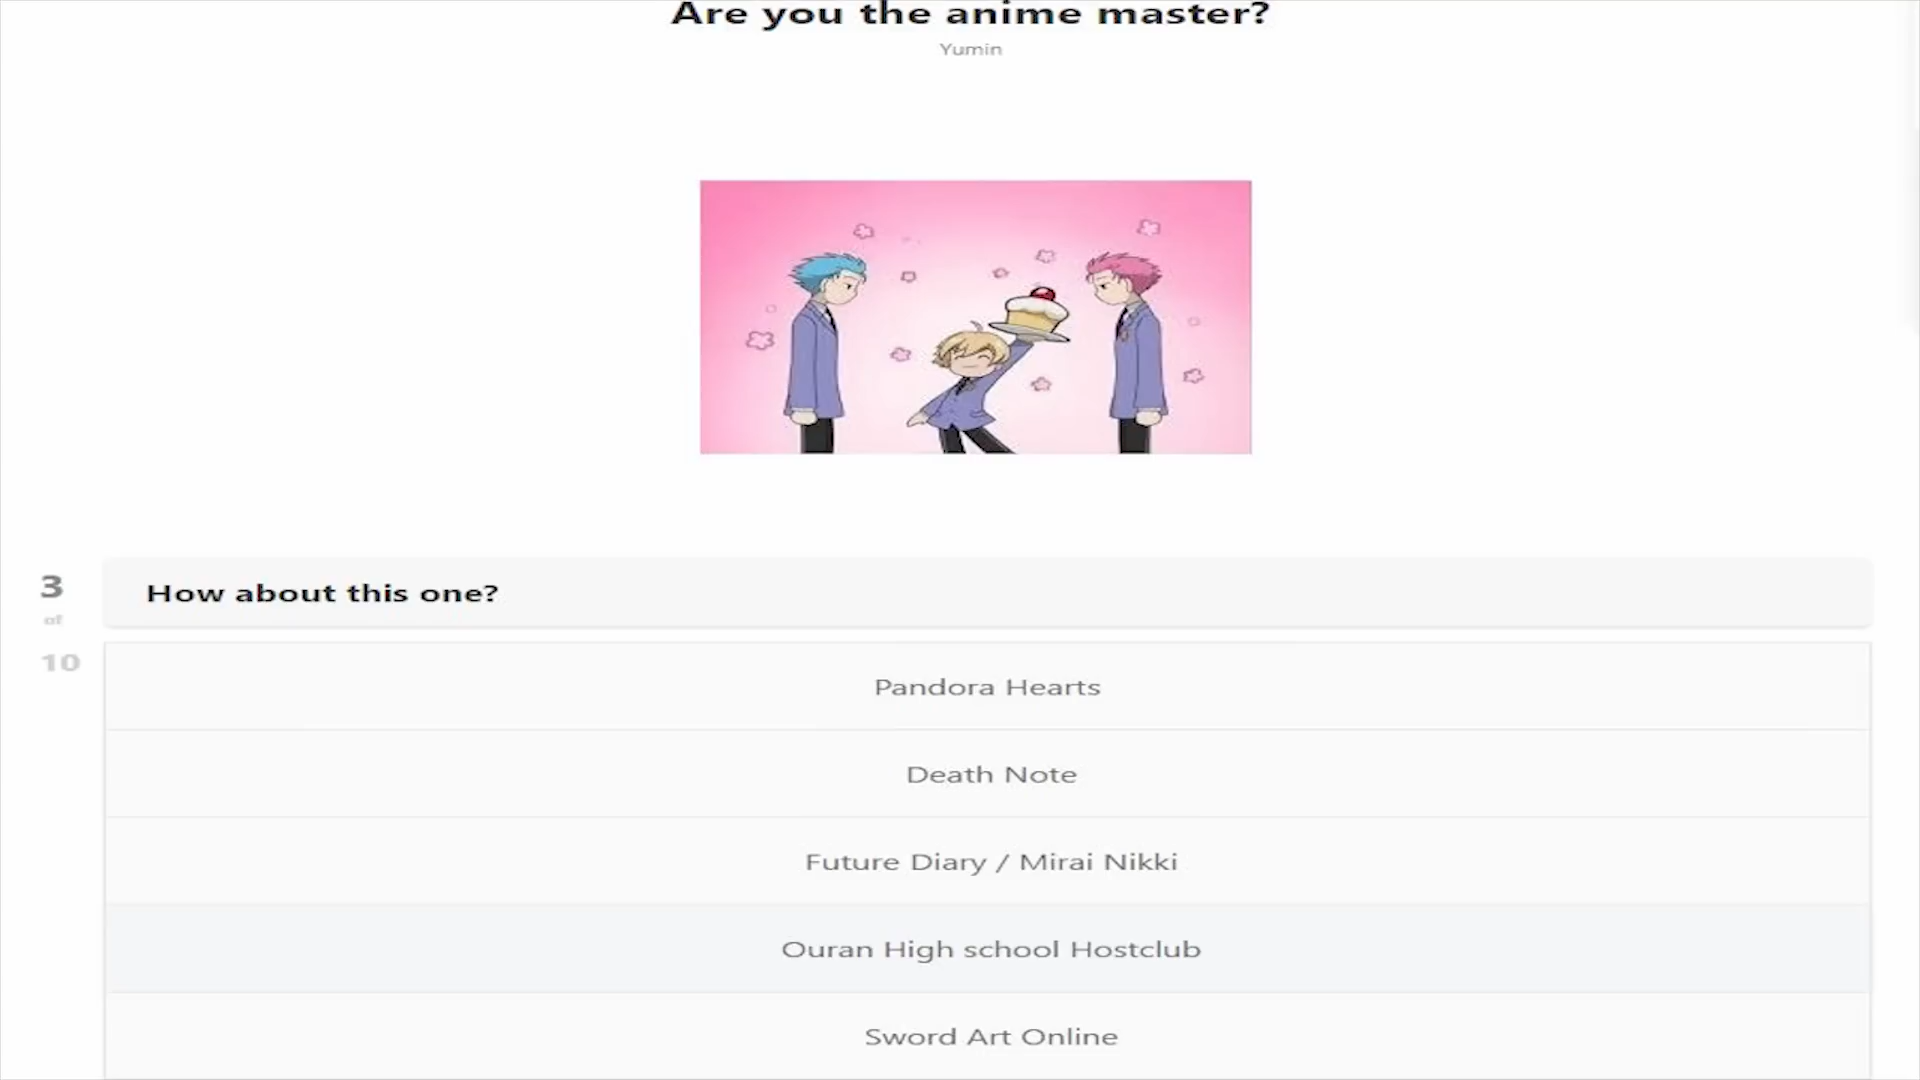 Are you the anime master?
Yumin
3
of
10
How about this one?
Pandora Hearts
Death Note
Future Diary / Mirai Nikki
Ouran High school Hostclub
Sword Art Online